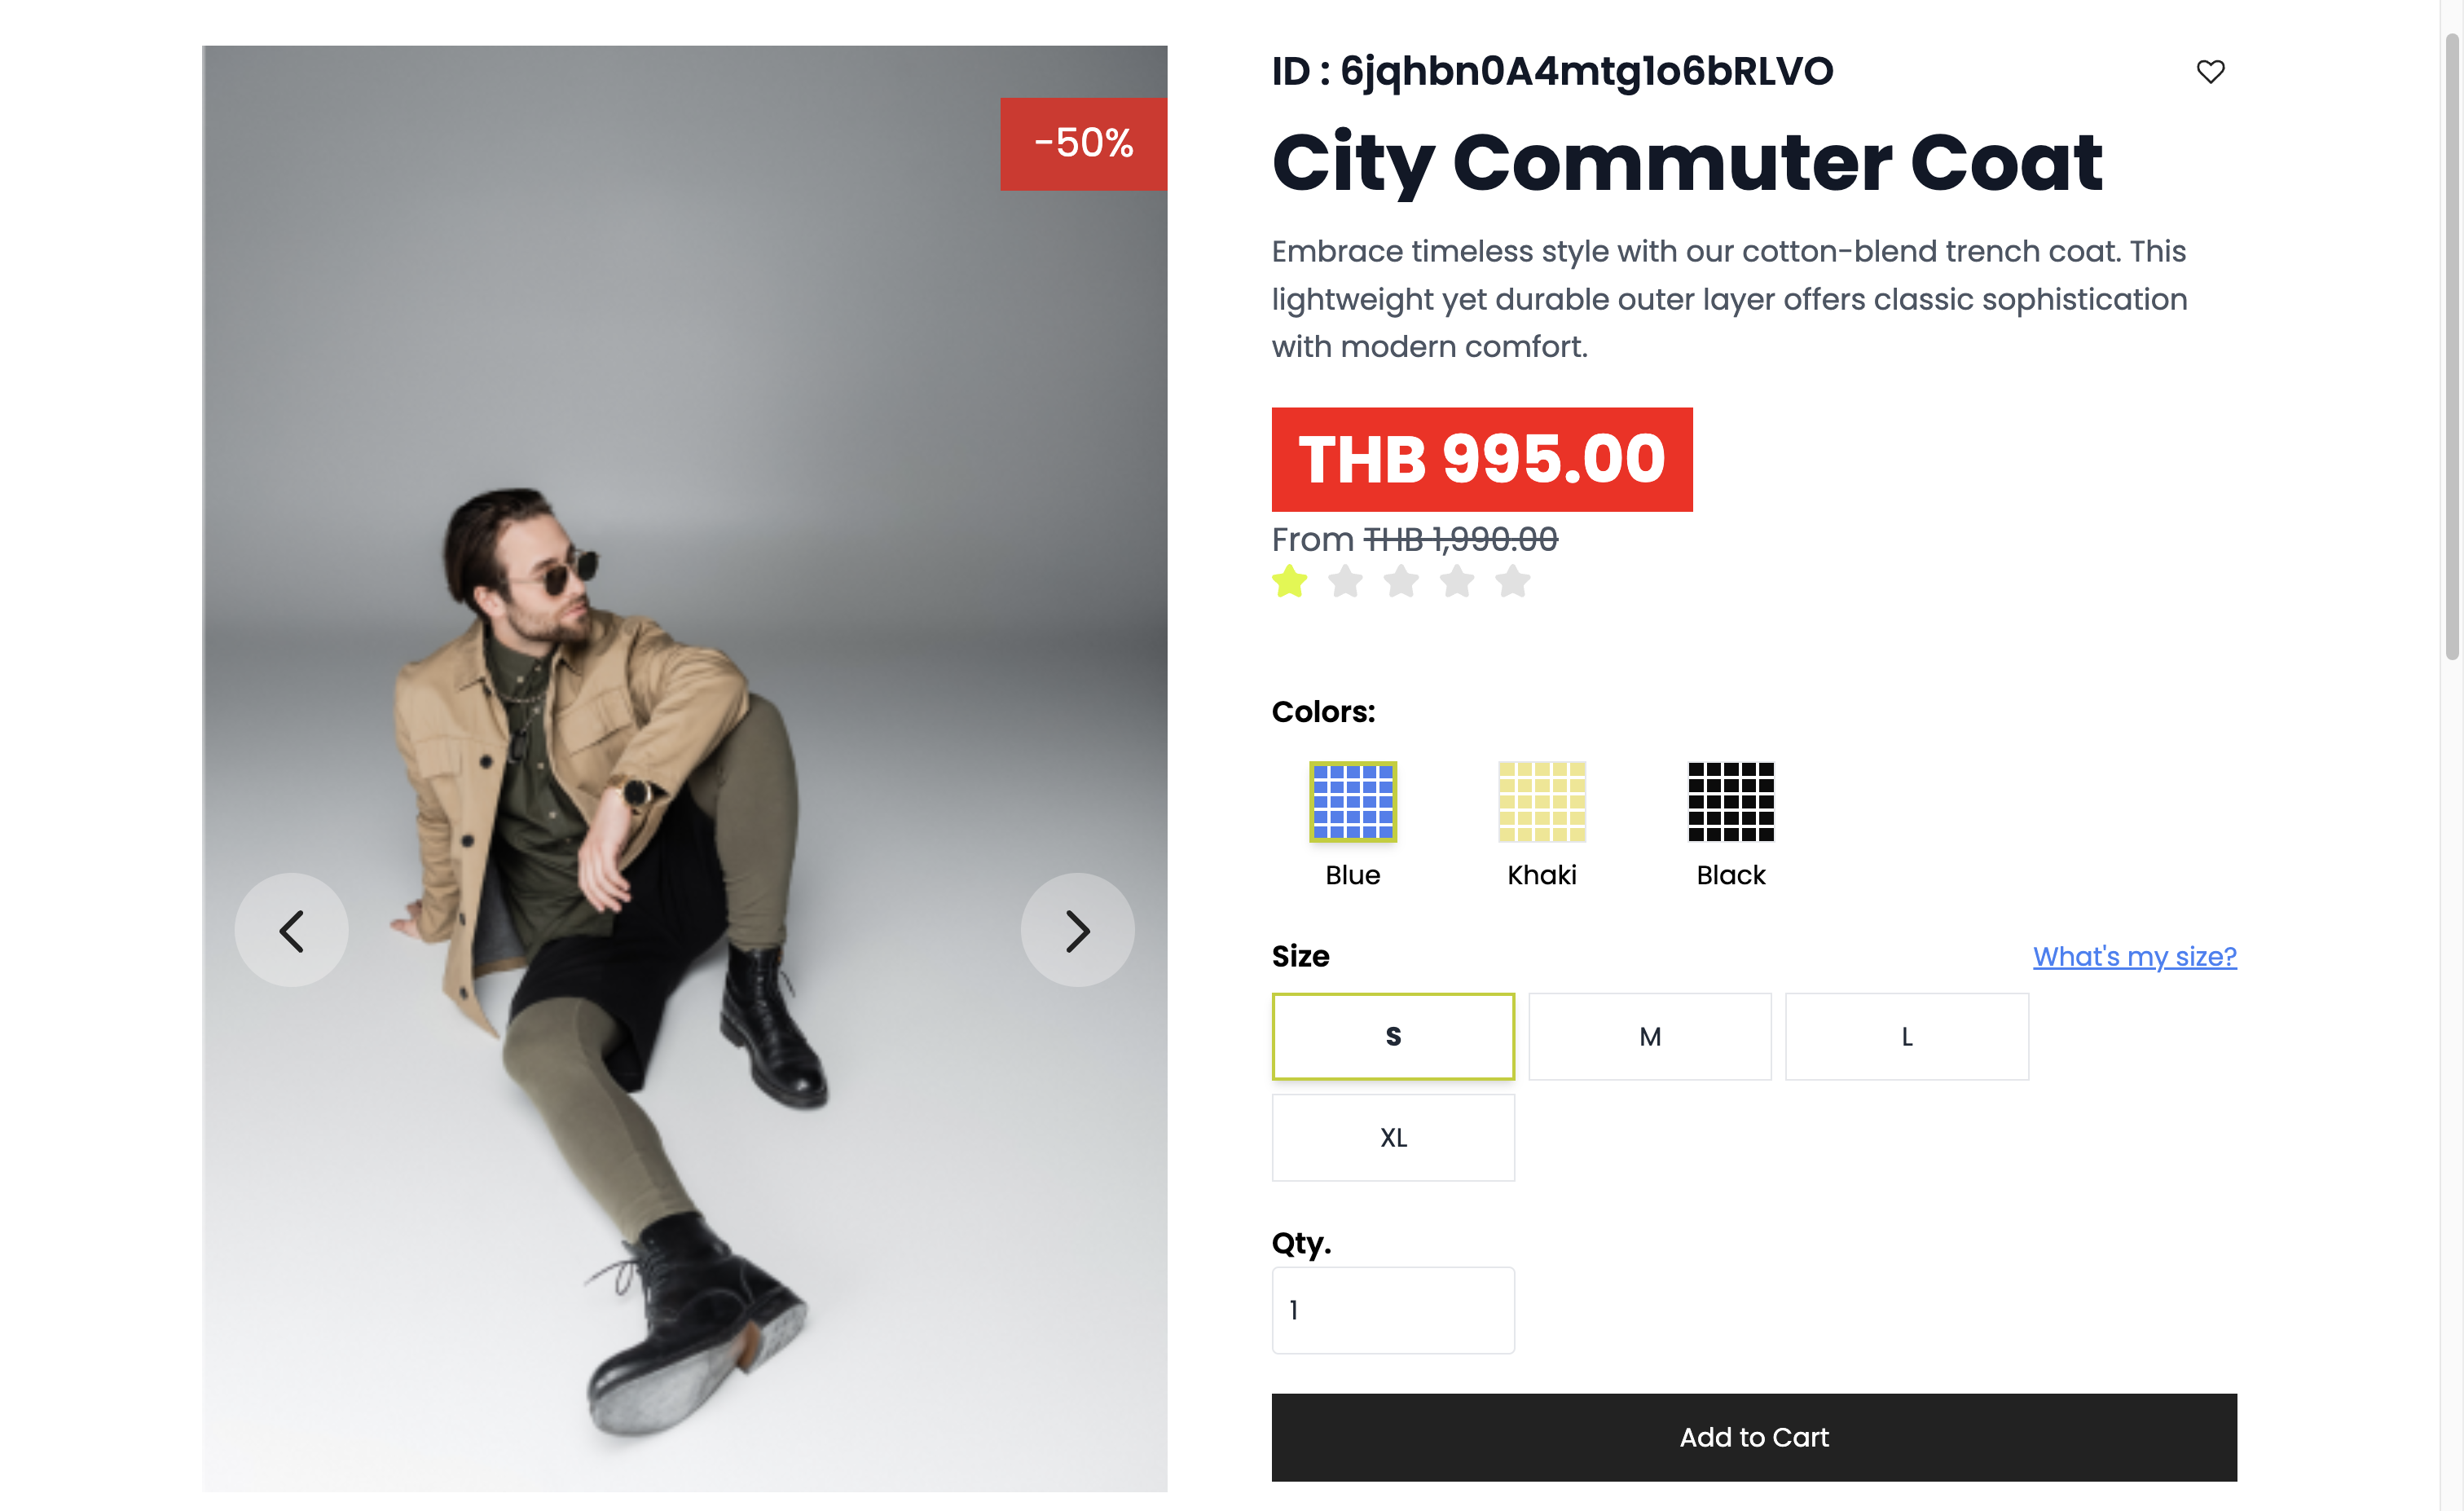 -50%
ID : 6jqhbn0A4mtg1o6bRLVO
City Commuter Coat
Embrace timeless style with our cotton-blend trench coat. This
lightweight yet durable outer layer offers classic sophistication
with modern comfort.
THB 995.00
From THB 1,990.00
Colors:
Blue
Khaki
Black
Size
What's my size?
S
M
L
XL
Qty.
1
Add to Cart